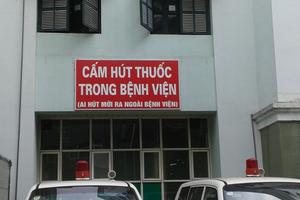 CẤM HÚT THUỐC
TRONG BỆNH VIỆN
(AI HÚT MỜI RA NGOÀI BỆNH VIỆN)